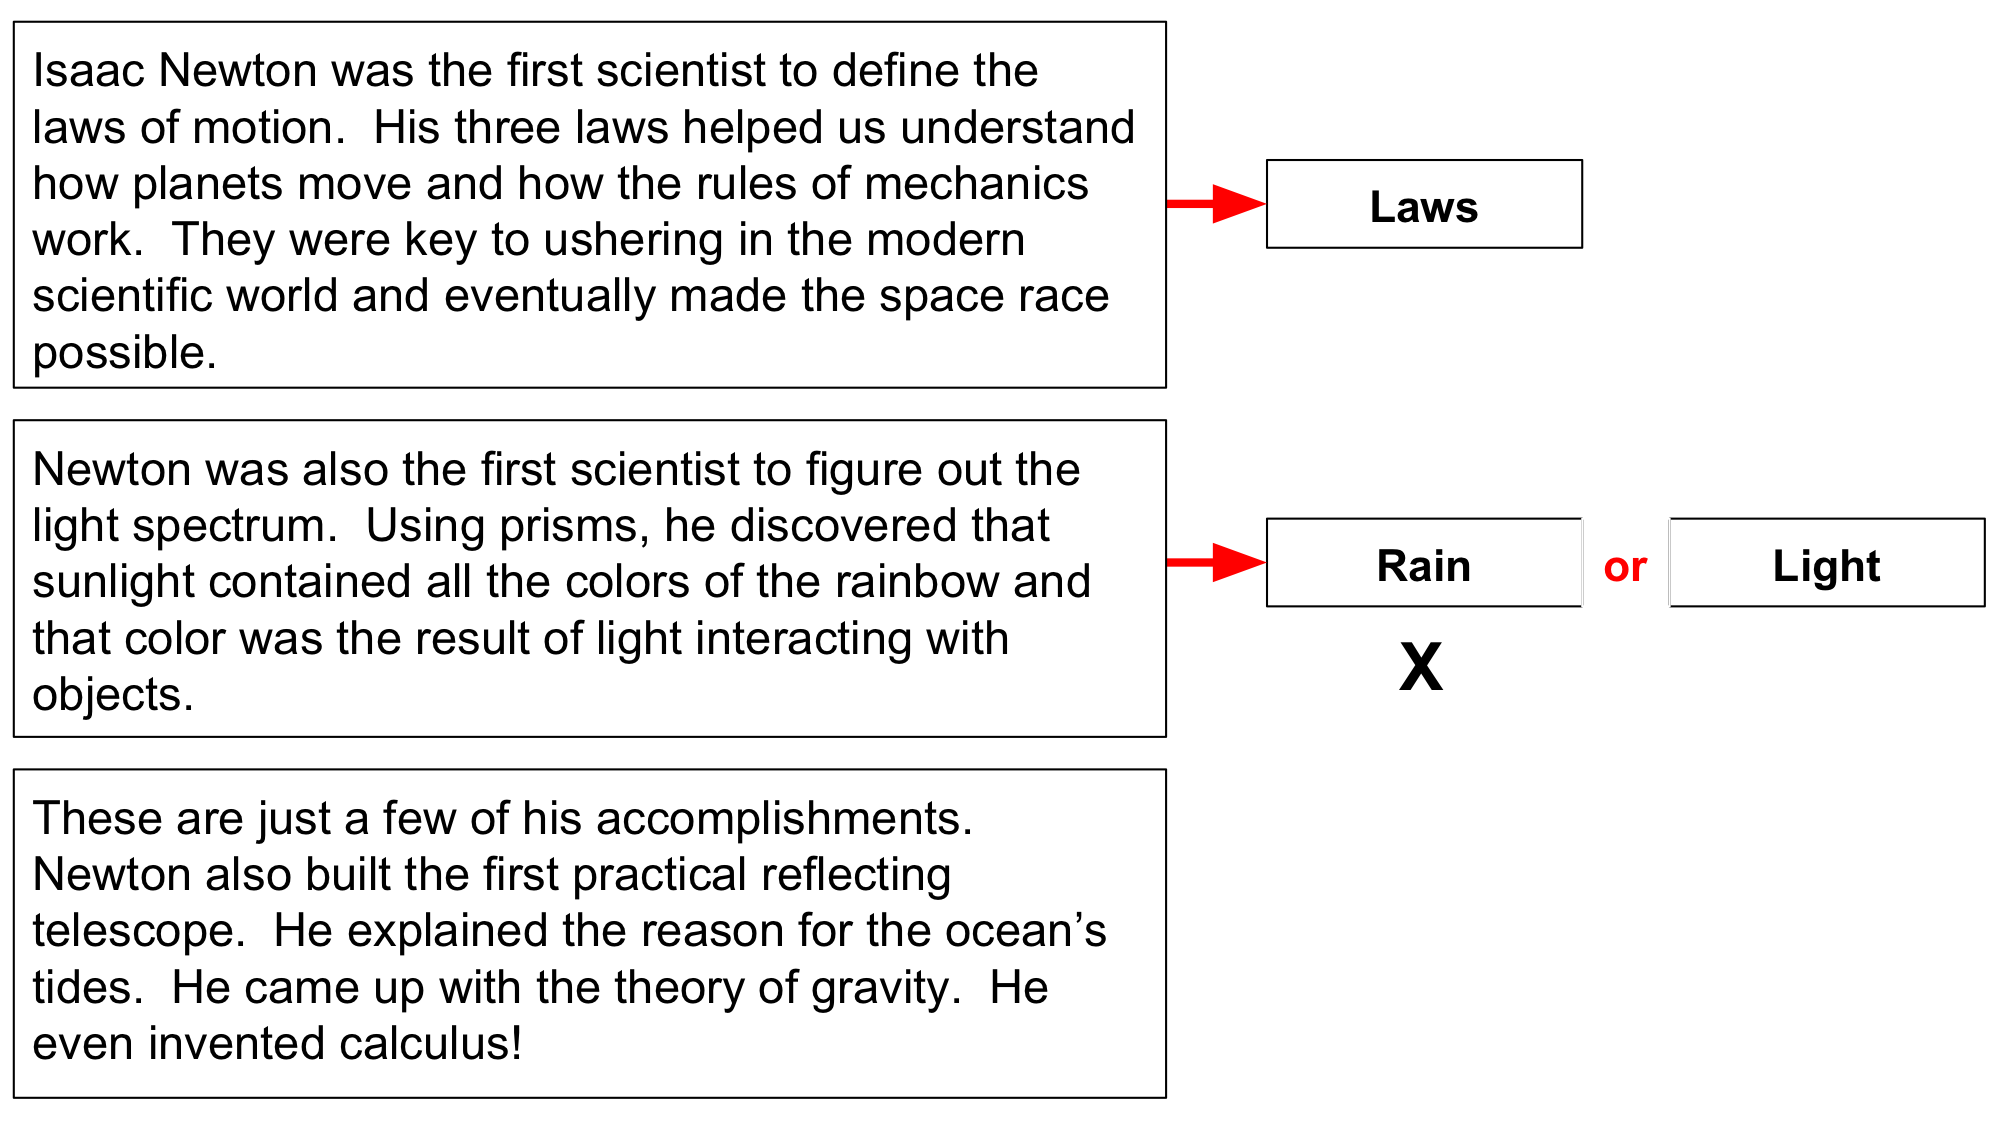 Isaac Newton was the first scientist to define the
laws of motion.  His three laws helped us understand
how planets move and how the rules of mechanics
work.  They were key to ushering in the modern
scientific world and eventually made the space race
possible.
Laws
Newton was also the first scientist to figure out the
light spectrum.  Using prisms, he discovered that
sunlight contained all the colors of the rainbow and
that color was the result of light interacting with
objects.
Rain or Light
X
These are just a few of his accomplishments.
Newton also built the first practical reflecting
telescope.  He explained the reason for the ocean’s
tides.  He came up with the theory of gravity.  He
even invented calculus!